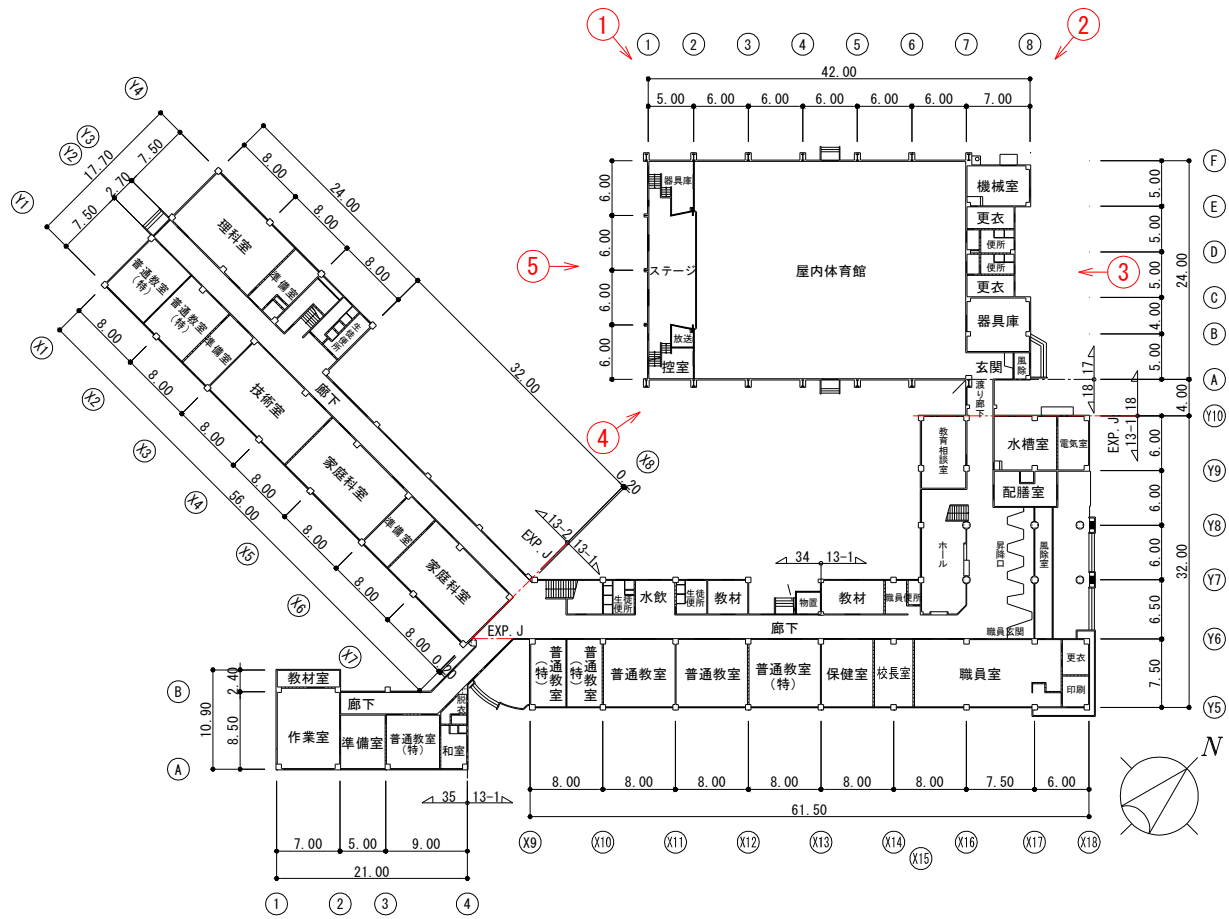 ① ②
① ② ③ ④ ⑤ ⑥ ⑦ ⑧
42.00
5.00 6.00 6.00 6.00 6.00 6.00 7.00
Y4
Y3
Y2
Y1
17.70
7.50
2.70
7.50
24.00
8.00
8.00
8.00
32.00
0.20
X8
F
E
D
C
B
A
Y10
Y9
Y8
Y7
Y6
Y5
5.00
5.00
5.00
4.00
5.00
24.00
4.00
6.00
6.00
6.00
6.50
7.50
32.00
6.00
6.00
6.00
6.00
⑤
③
④
器具庫
ステージ
放送
控室
屋内体育館
機械室
更衣
便所
便所
更衣
器具庫
玄関
風除
渡り廊下
18 17
13-1 18
EXP.J
理科室
準備室
生徒便所
普通教室
(特)
普通教室
(特)
準備室
技術室
廊下
家庭科室
準備室
家庭科室
X1
X2
X3
X4
X5
X6
X7
8.00
8.00
8.00
8.00
8.00
8.00
8.00
56.00
0.20
13-2
13-1
EXP.J
EXP.J
教育相談室
水槽室
電気室
配膳室
ホール
昇降口
風除室
職員玄関
34 13-1
生徒便所
水飲
生徒便所
教材
物置
教材
職員便所
廊下
普通教室
(特)
普通教室
(特)
普通教室
普通教室
普通教室
(特)
保健室
校長室
職員室
更衣
印刷
B
A
10.90
2.40
8.50
教材室
廊下
脱衣
作業室
準備室
普通教室
(特)
和室
35 13-1
7.00 5.00 9.00
21.00
① ② ③ ④
8.00 8.00 8.00 8.00 8.00 8.00 7.50 6.00
61.50
X9 X10 X11 X12 X13 X14 X15 X16 X17 X18
N